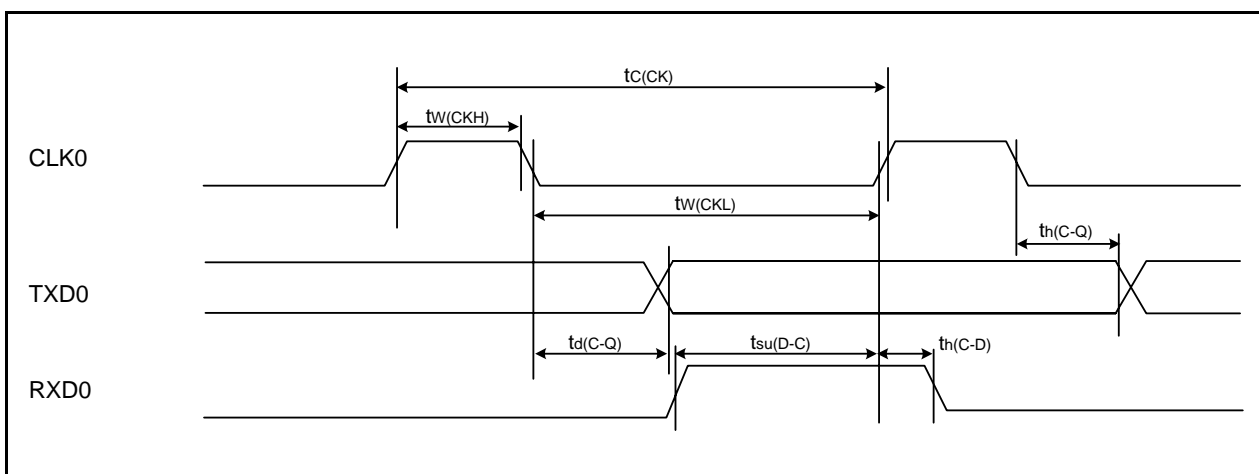 tC(CK)
tW(CKH)
CLK0
tW(CKL)
th(C-Q)
TXD0
td(C-Q)
tsu(D-C)
th(C-D)
RXD0